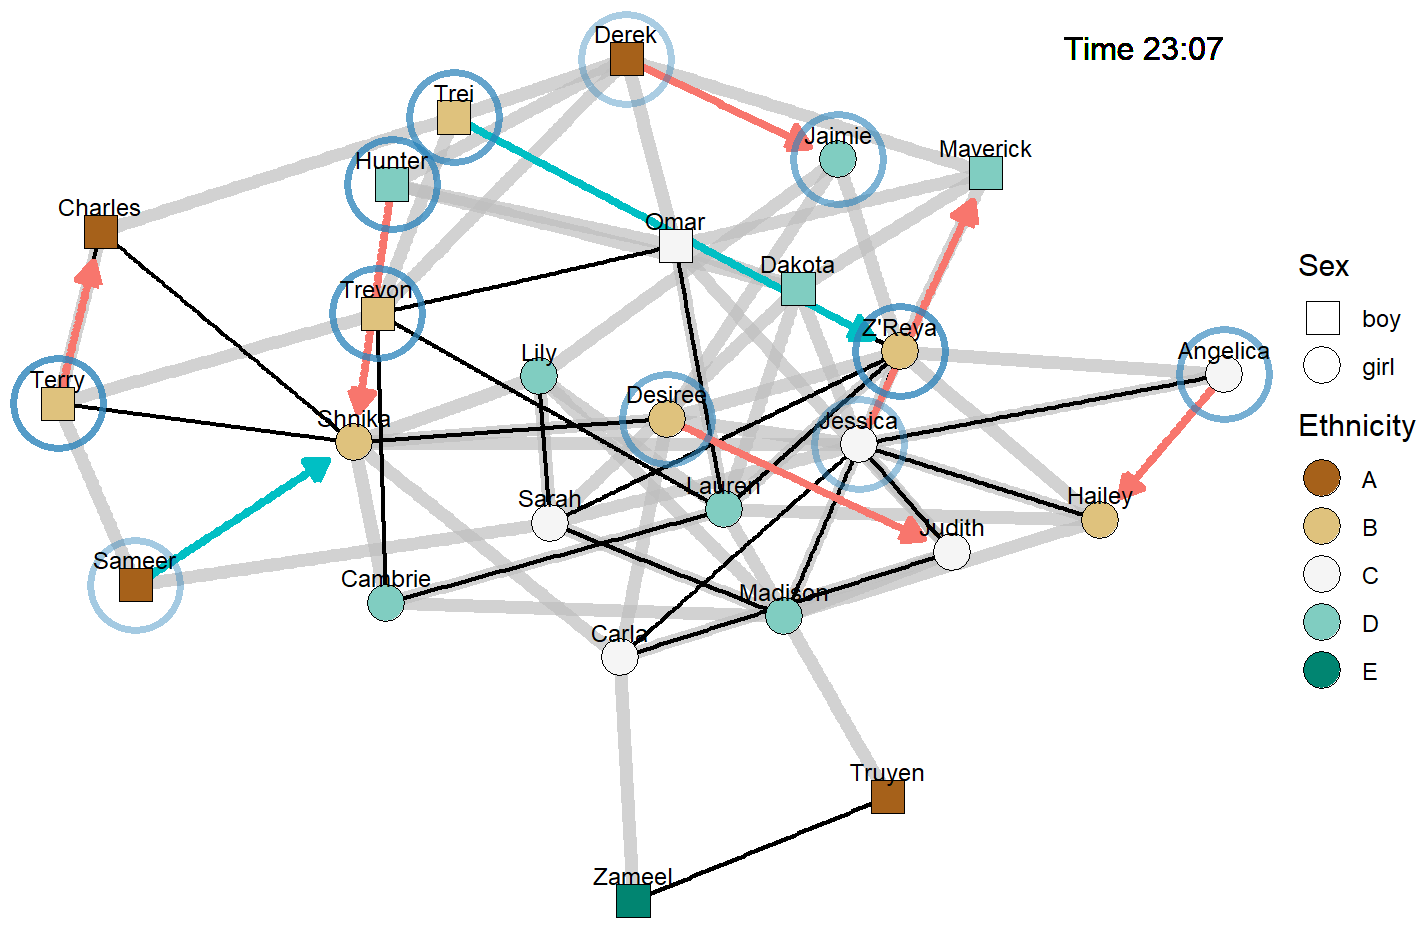 Derek
Time 23:07
Trei
Jaimie
Maverick
Hunter
Charles
Omar
Dakota
Sex
Trevon
boy
Z'Reya
Lily
Angelica
girl
Terry
Desiree
Shnika
Jessica
Ethnicity
A
Sarah
Lauren
Hailey
B
Judith
Sameer
Cambrie
Madison
C
Carla
D
E
Truyen
Zameel